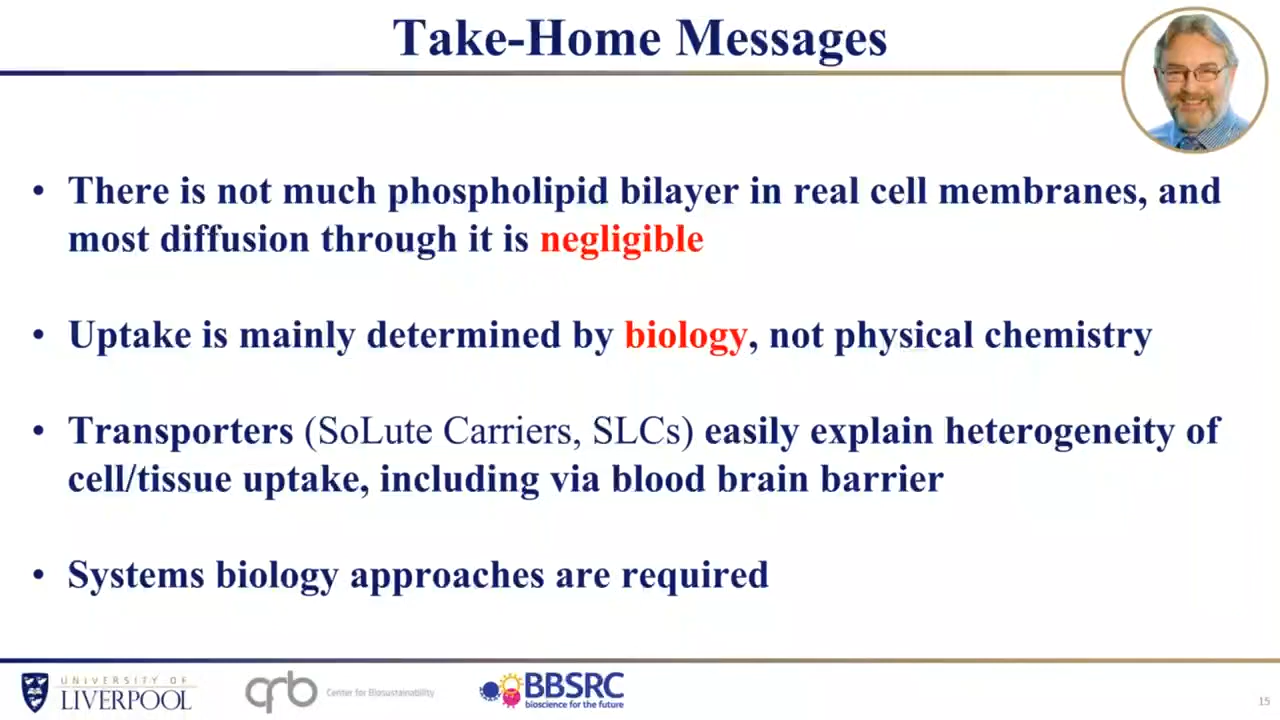 Take-Home Messages
• There is not much phospholipid bilayer in real cell membranes, and
most diffusion through it is negligible
• Uptake is mainly determined by biology, not physical chemistry
• Transporters (SoLute Carriers, SLCs) easily explain heterogeneity of
cell/tissue uptake, including via blood brain barrier
• Systems biology approaches are required
UNIVERSITY OF
LIVERPOOL
Center for Biosustainability
BBSRC
bioscience for the future
15